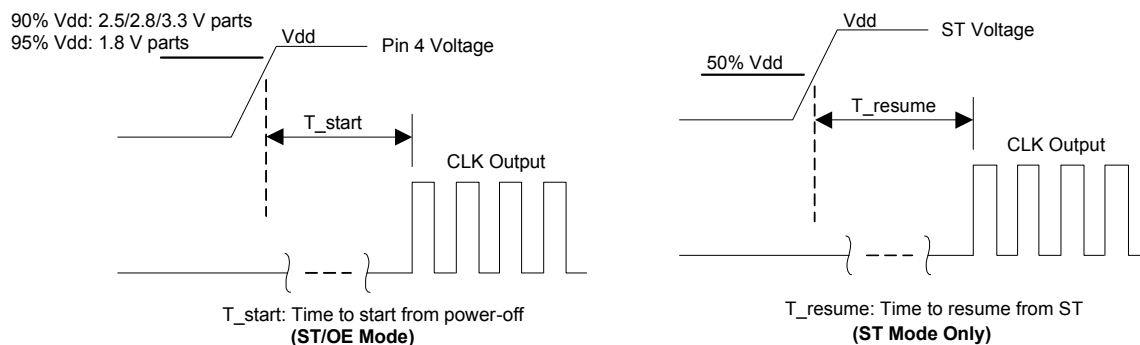 90% Vdd: 2.5/2.8/3.3 V parts
95% Vdd: 1.8 V parts
Vdd
Pin 4 Voltage
T_start
CLK Output
T_start: Time to start from power-off
(ST/OE Mode)
Vdd
ST Voltage
50% Vdd
T_resume
CLK Output
T_resume: Time to resume from ST
(ST Mode Only)